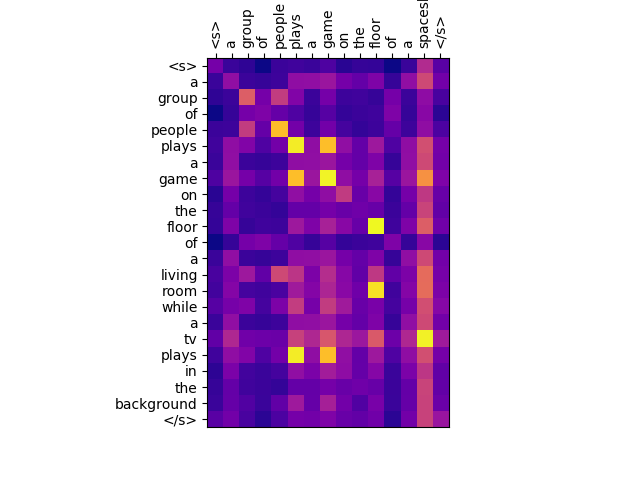 <s> a group of people plays a game on the floor of a spacesl </s>
<s>
a
group
of
people
plays
a
game
on
the
floor
of
a
living
room
while
a
tv
plays
in
the
background
</s>